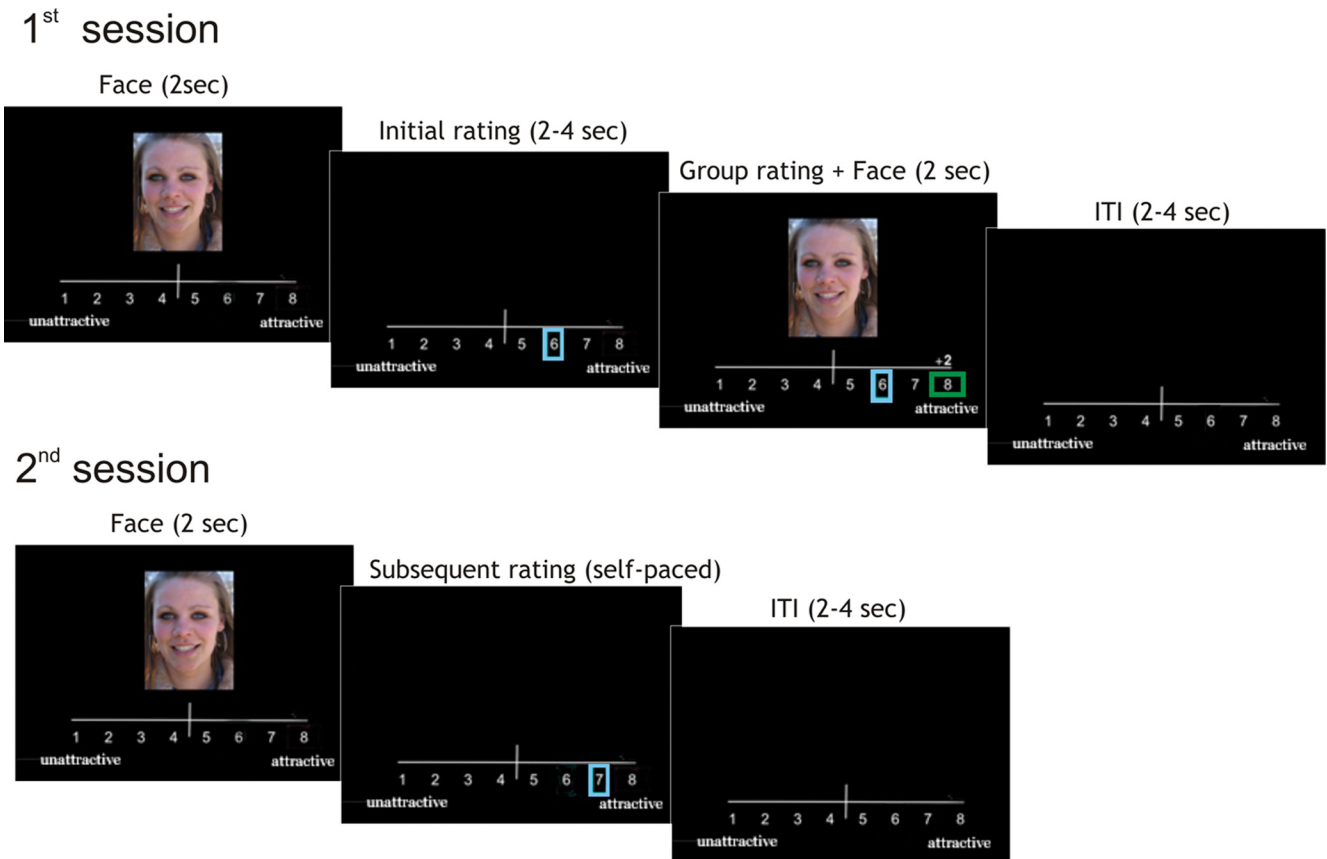 1st session
Face (2sec)
1 2 3 4 5 6 7 8
unattractive attractive
Initial rating (2-4 sec)
1 2 3 4 5 6 7 8
unattractive attractive
Group rating + Face (2 sec)
+2
1 2 3 4 5 6 7 8
unattractive attractive
ITI (2-4 sec)
1 2 3 4 5 6 7 8
unattractive attractive
2nd session
Face (2 sec)
1 2 3 4 5 6 7 8
unattractive attractive
Subsequent rating (self-paced)
1 2 3 4 5 6 7 8
unattractive attractive
ITI (2-4 sec)
1 2 3 4 5 6 7 8
unattractive attractive